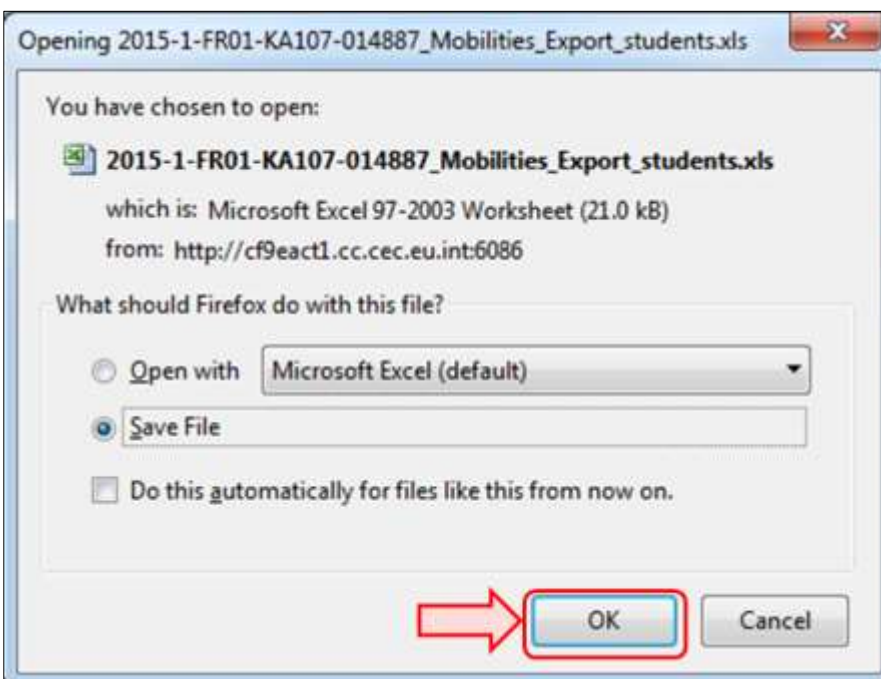 Opening 2015-1-FR01-KA107-014887_Mobilities_Export_students.xls
You have chosen to open:
2015-1-FR01-KA107-014887_Mobilities_Export_students.xls
which is: Microsoft Excel 97-2003 Worksheet (21.0 kB)
from: http://cf9eact1.cc.cec.eu.int:6086
What should Firefox do with this file?
Open with Microsoft Excel (default)
Save File
Do this automatically for files like this from now on.
OK Cancel